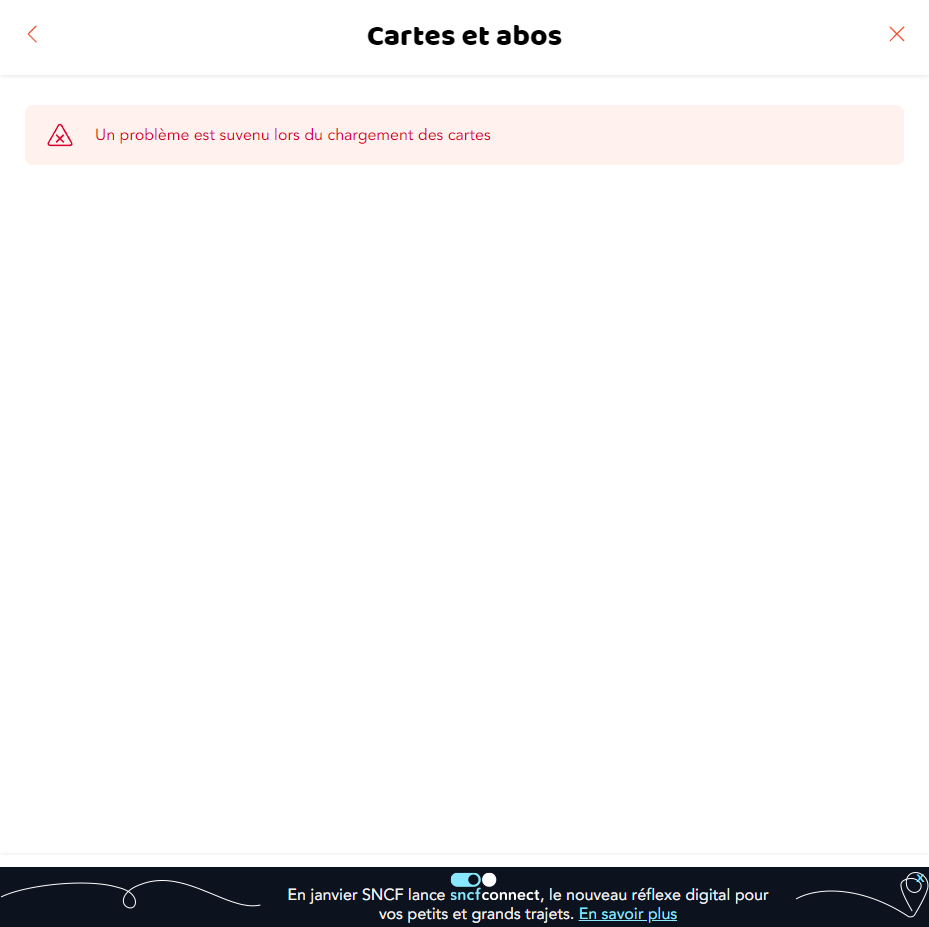 Cartes et abos
Un problème est suvenu lors du chargement des cartes
En janvier SNCF lance sncfconnect, le nouveau réflexe digital pour
vos petits et grands trajets. En savoir plus